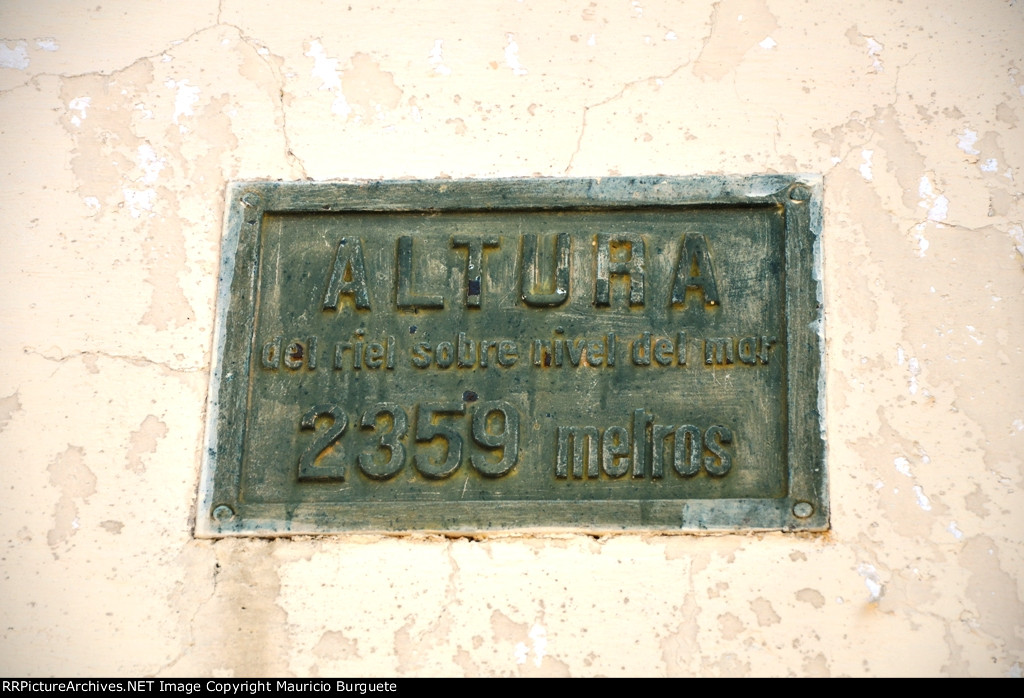 ALTURA
del riel sobre nivel del mar
2359 metros
RRPictureArchives.NET Image Copyright Mauricio Burguete